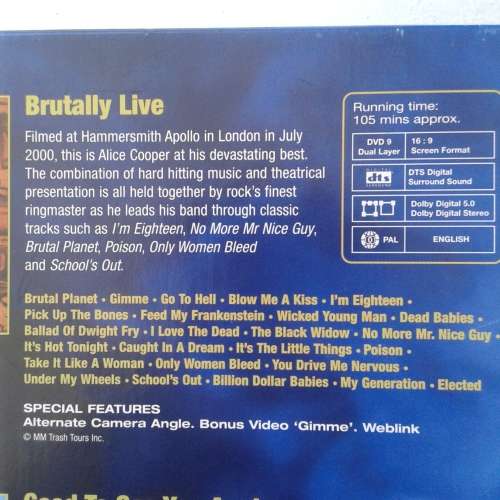 Brutally Live
Filmed at Hammersmith Apollo in London in July
2000, this is Alice Cooper at his devastating best.
The combination of hard hitting music and theatrical
presentation is all held together by rock's finest
ringmaster as he leads his band through classic
tracks such as I'm Eighteen, No More Mr Nice Guy,
Brutal Planet, Poison, Only Women Bleed
and School's Out.
Running time:
105 mins approx.
DVD 9
Dual Layer
16 : 9
Screen Format
dts
DIGITAL
SURROUND
DTS Digital
Surround Sound
Dolby Digital 5.0
Dolby Digital Stereo
0
PAL
ENGLISH
Brutal Planet · Gimme · Go To Hell · Blow Me A Kiss · I'm Eighteen ·
Pick Up The Bones · Feed My Frankenstein · Wicked Young Man · Dead Babies ·
Ballad Of Dwight Fry · I Love The Dead · The Black Widow · No More Mr. Nice Guy ·
It's Hot Tonight · Caught In A Dream · It's The Little Things · Poison ·
Take It Like A Woman · Only Women Bleed · You Drive Me Nervous ·
Under My Wheels · School's Out · Billion Dollar Babies · My Generation · Elected
SPECIAL FEATURES
Alternate Camera Angle. Bonus Video 'Gimme'. Weblink
© MM Trash Tours Inc.
Good To See You Again